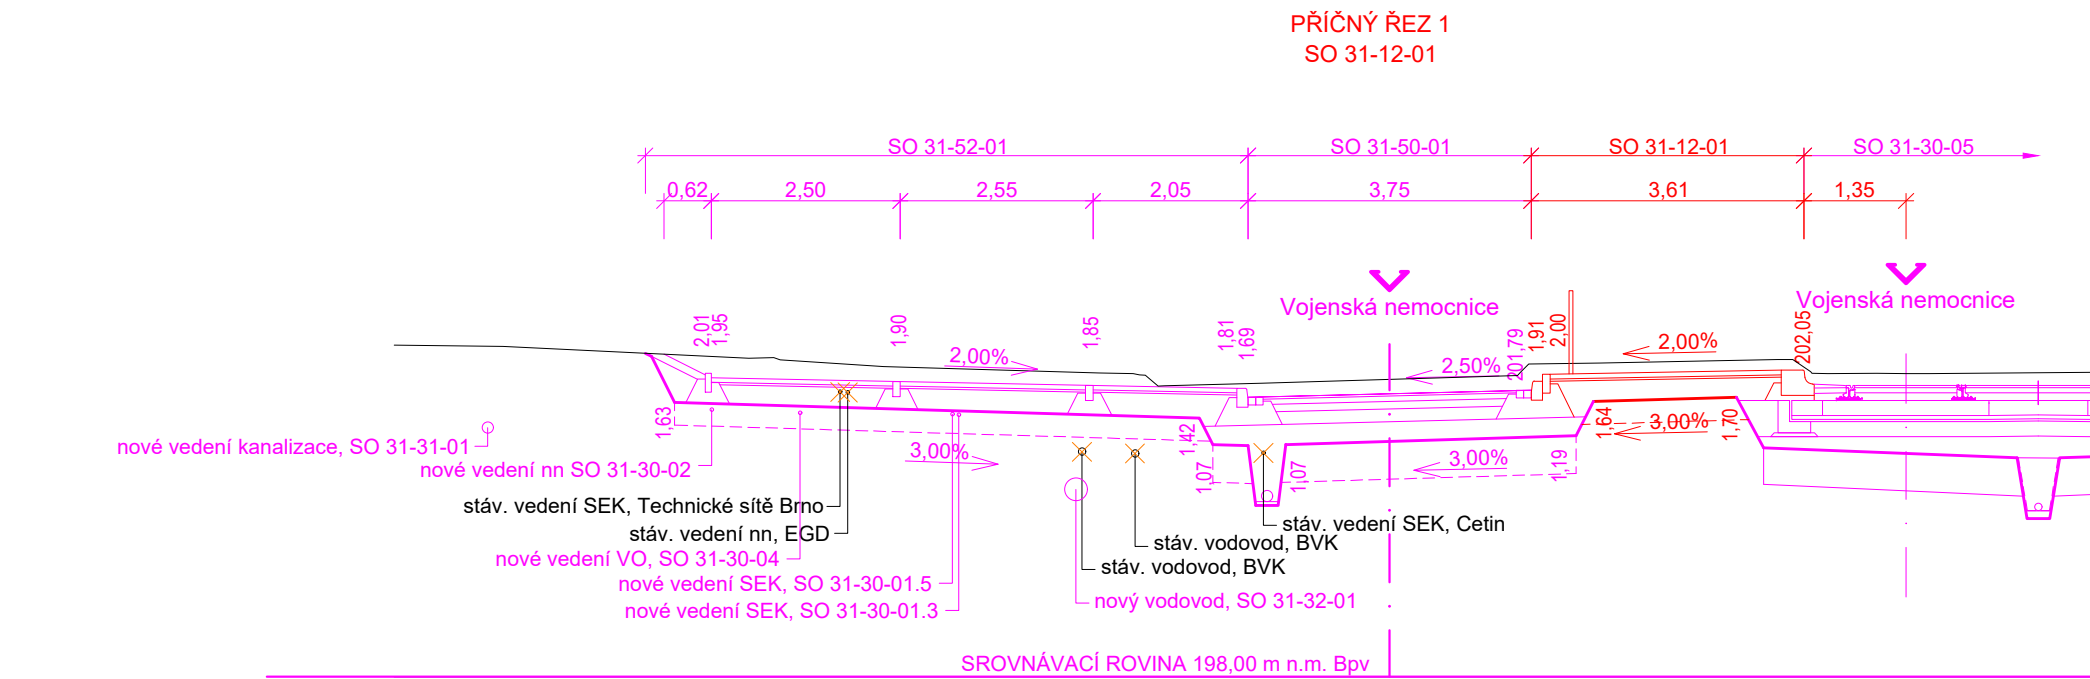 PŘÍČNÝ ŘEZ 1
SO 31-12-01
SO 31-52-01
SO 31-50-01
SO 31-12-01
SO 31-30-05
0,62
2,50
2,55
2,05
3,75
3,61
1,35
Vojenská nemocnice
Vojenská nemocnice
2,01
1,95
1,90
1,85
1,81
1,69
201,79
1,91
2,00
202,05
2,00%
2,50%
2,00%
1,63
1,42
1,07
1,07
1,19
1,64
1,70
3,00%
3,00%
3,00%
nové vedení kanalizace, SO 31-31-01
nové vedení nn SO 31-30-02
stáv. vedení SEK, Technické sítě Brno
stáv. vedení nn, EGD
nové vedení VO, SO 31-30-04
nové vedení SEK, SO 31-30-01.5
nové vedení SEK, SO 31-30-01.3
stáv. vedení SEK, Cetin
stáv. vodovod, BVK
stáv. vodovod, BVK
nový vodovod, SO 31-32-01
SROVNÁVACÍ ROVINA 198,00 m n.m. Bpv